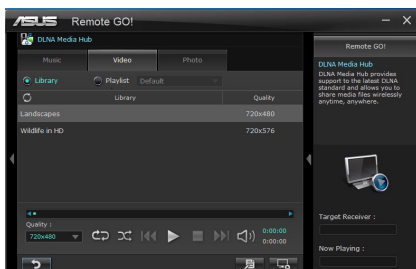 ASUS Remote GO!
DLNA Media Hub
Music Video Photo
Library Playlist Default
Library Quality
Landscapes 720x480
Wildlife in HD 720x576
Quality :
720x480
0:00:00
0:00:00
Remote GO!
DLNA Media Hub
DLNA Media Hub provides
support to the latest DLNA
standard and allows you to
share media files wirelessly
anytime, anywhere.
Target Receiver :
Now Playing :